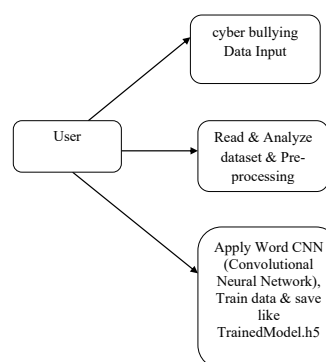 cyber bullying
Data Input
User
Read & Analyze
dataset & Pre-
processing
Apply Word CNN
(Convolutional
Neural Network),
Train data & save
like
TrainedModel.h5